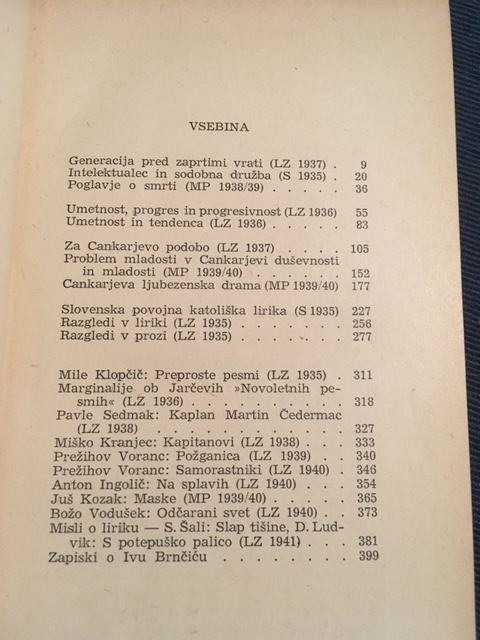 VSEBINA
Generacija pred zaprtimi vrati (LZ 1937) . 9
Intelektualec in sodobna družba (S 1935) . 20
Poglavje o smrti (MP 1938/39) . . . . . 36
Umetnost, progres in progresivnost (LZ 1936) 55
Umetnost in tendenca (LZ 1936) . . . . . 83
Za Cankarjevo podobo (LZ 1937) . . . . 105
Problem mladosti v Cankarjevi duševnosti
in mladosti (MP 1939/40) . . . . . . 152
Cankarjeva ljubezenska drama (MP 1939/40) 177
Slovenska povojna katoliška lirika (S 1935) 227
Razgledi v liriki (LZ 1935) . . . . . . . 256
Razgledi v prozi (LZ 1935) . . . . . . . 277
Mile Klopčič: Preproste pesmi (LZ 1935) . 311
Marginalije ob Jarčevih »Novoletnih pe-
smih« (LZ 1936) . . . . . . . . . . 318
Pavle Sedmak: Kaplan Martin Čedermac
(LZ 1938) . . . . . . . . . . . . 327
Miško Kranjec: Kapitanovi (LZ 1938) . . . 333
Prežihov Voranc: Požganica (LZ 1939) . . 340
Prežihov Voranc: Samorastniki (LZ 1940) . 346
Anton Ingolič: Na splavih (LZ 1940) . . . 354
Juš Kozak: Maske (MP 1939/40) . . . . . 365
Božo Vodušek: Odčarani svet (LZ 1940) . . 373
Misli o liriku — S. Šali: Slap tišine, D. Lud-
vik: S potepuško palico (LZ 1941) . . . 381
Zapiski o Ivu Brnčiću . . . . . . . . 399